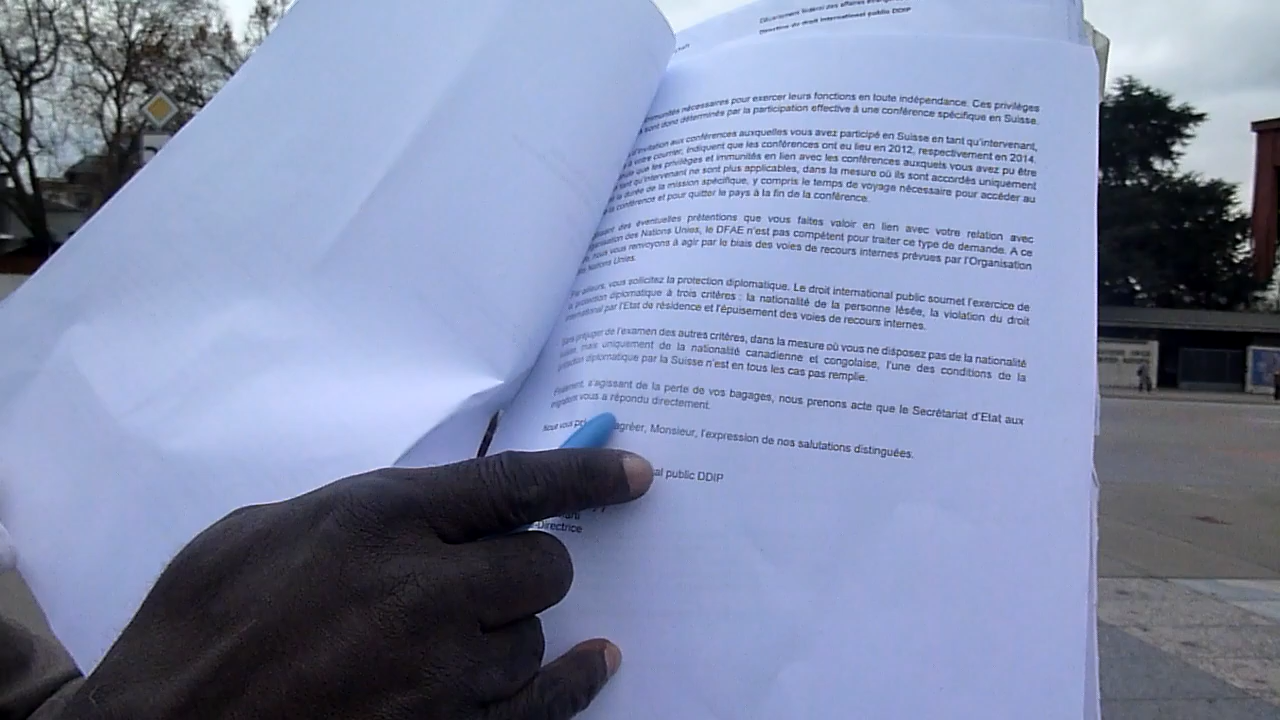 Département fédéral des affaires
Direction du droit international public DDIP
nécessaires pour exercer leurs fonctions en toute indépendance. Ces privilèges
sont donc déterminés par la participation effective à une conférence spécifique en Suisse.
aux conférences auxquelles vous avez participé en Suisse en tant qu'intervenant,
à votre courrier, indiquent que les conférences ont eu lieu en 2012, respectivement en 2014.
que les privilèges et immunités en lien avec les conférences auxquels vous avez pu être
qu'intervenant ne sont plus applicables, dans la mesure où ils sont accordés uniquement
la durée de la mission spécifique, y compris le temps de voyage nécessaire pour accéder au
conférence et pour quitter le pays à la fin de la conférence.
des éventuelles prétentions que vous faites valoir en lien avec votre relation avec
des Nations Unies, le DFAE n'est pas compétent pour traiter ce type de demande. A ce
nous vous renvoyons à agir par le biais des voies de recours internes prévues par l'Organisation
Nations Unies.
ailleurs, vous sollicitez la protection diplomatique. Le droit international public soumet l'exercice de
protection diplomatique à trois critères : la nationalité de la personne lésée, la violation du droit
international par l'Etat de résidence et l'épuisement des voies de recours internes.
préjuger de l'examen des autres critères, dans la mesure où vous ne disposez pas de la nationalité
mais uniquement de la nationalité canadienne et congolaise, l'une des conditions de la
protection diplomatique par la Suisse n'est en tous les cas pas remplie.
s'agissant de la perte de vos bagages, nous prenons acte que le Secrétariat d'Etat aux
migrations vous a répondu directement.
Nous vous agréer, Monsieur, l'expression de nos salutations distinguées.
public DDIP
-Directrice